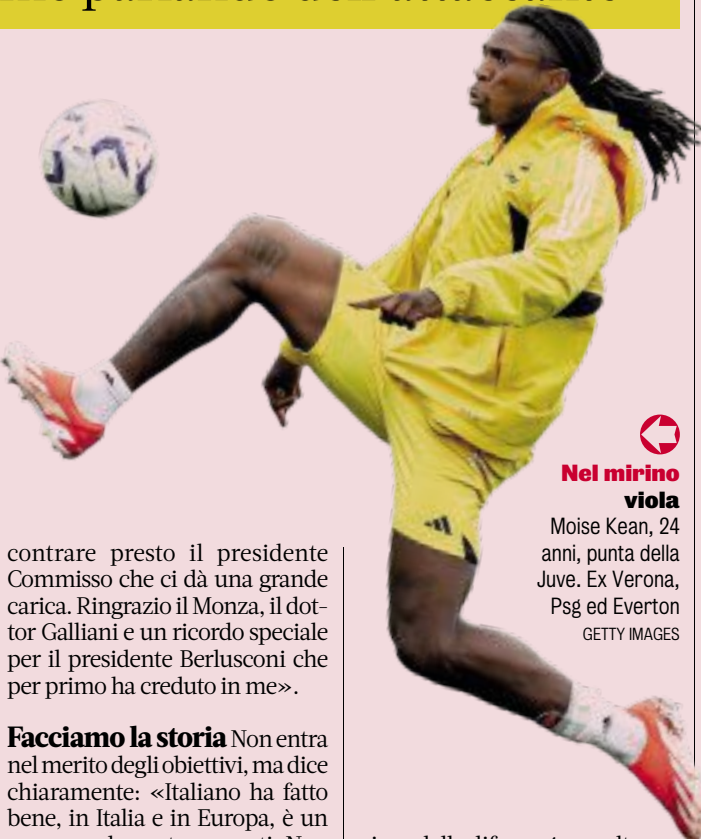 contrare presto il presidente
Commisso che ci dà una grande
carica. Ringrazio il Monza, il dot-
tor Galliani e un ricordo speciale
per il presidente Berlusconi che
per primo ha creduto in me».
Facciamo la storia Non entra
nel merito degli obiettivi, ma dice
chiaramente: «Italiano ha fatto
bene, in Italia e in Europa, è un
Nel mirino
viola
Moise Kean, 24
anni, punta della
Juve. Ex Verona,
Psg ed Everton
GETTY IMAGES